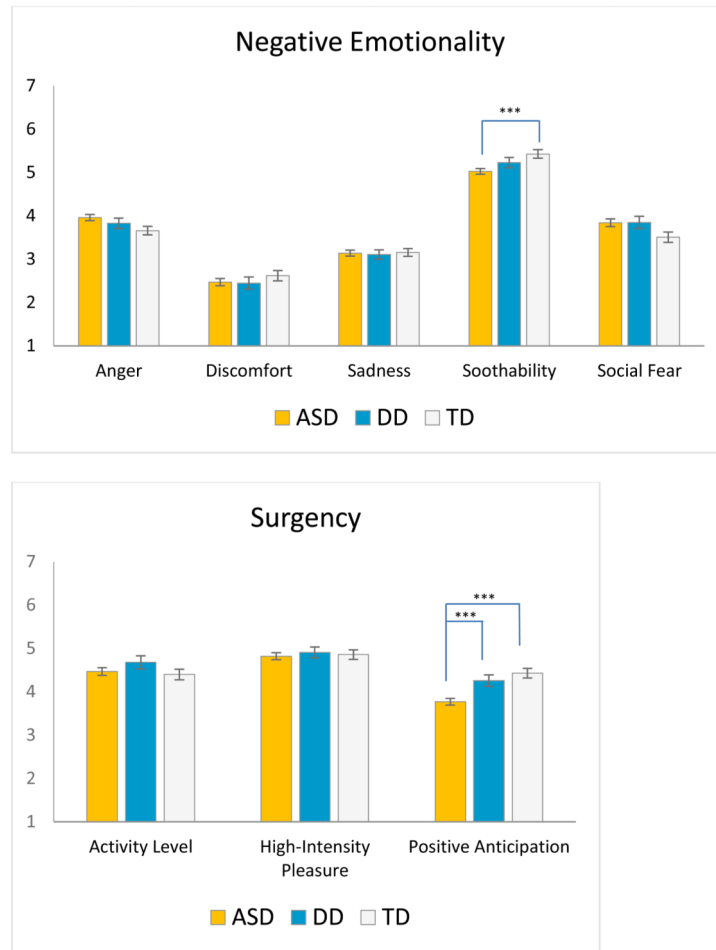 Negative Emotionality
7
6
5
4
3
2
1
***
Anger Discomfort Sadness Soothability Social Fear
ASD DD TD
Surgency
7
6
5
4
3
2
1
***
***
Activity Level High-Intensity Positive Anticipation
Pleasure
ASD DD TD